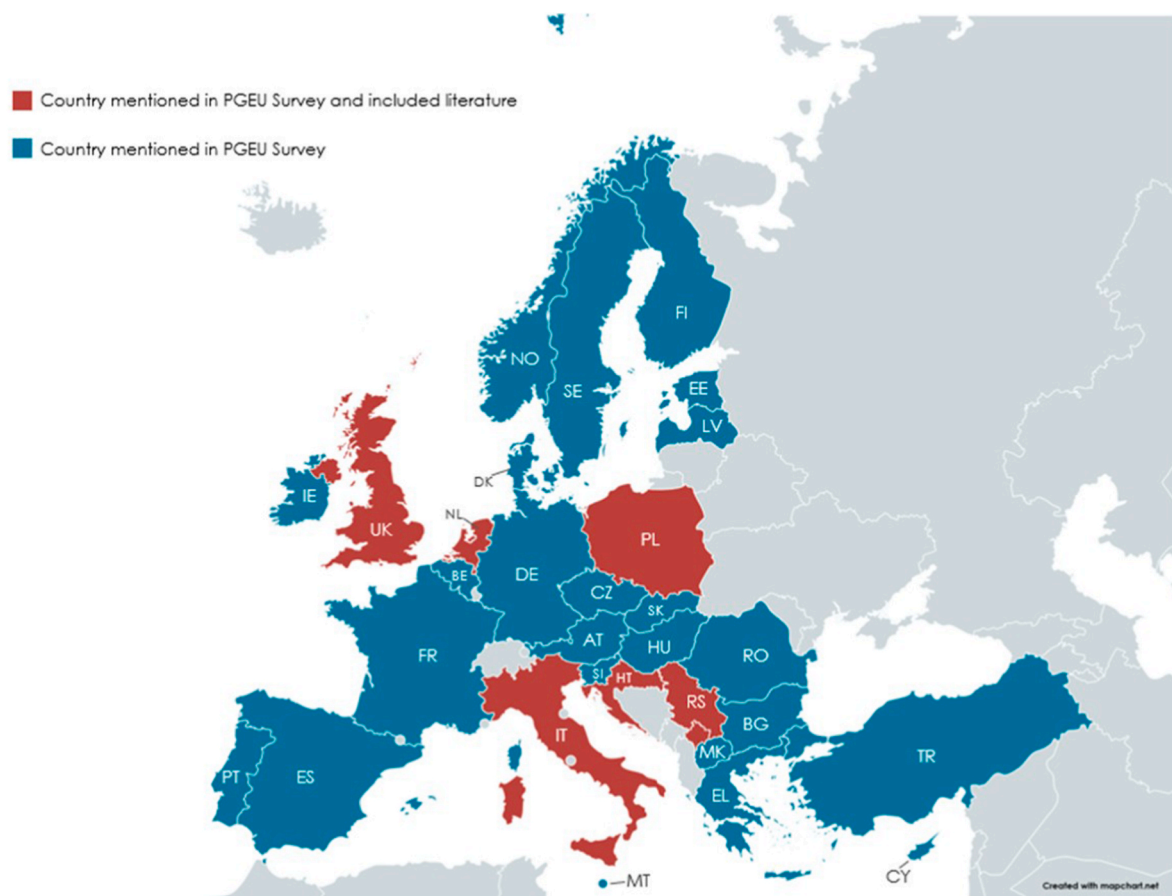 Country mentioned in PGEU Survey and included literature
Country mentioned in PGEU Survey
FI
NO
SE
EE
LV
DK
IE
NL
UK
PL
BE
DE
CZ
SK
AT
HU
FR
RO
SI
HT
RS
IT
BG
MK
TR
PT
ES
EL
CY
MT
Created with mapchart.net